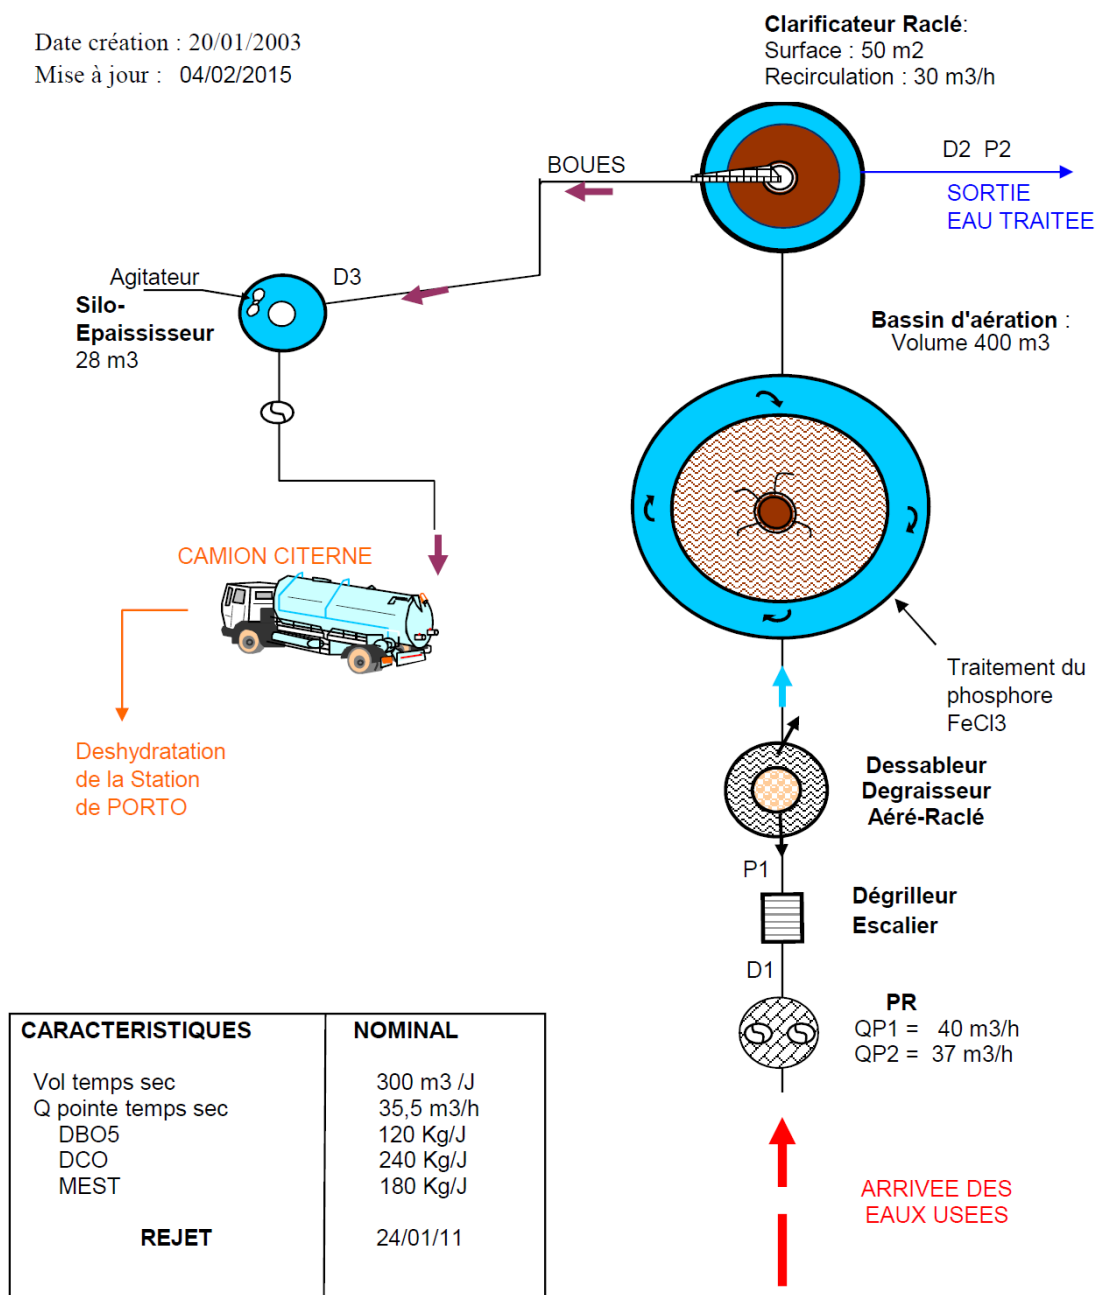 Date création : 20/01/2003
Mise à jour : 04/02/2015
Clarificateur Raclé:
Surface : 50 m2
Recirculation : 30 m3/h
BOUES
D2 P2
SORTIE
EAU TRAITEE
Agitateur
D3
Silo-
Epaississeur
28 m3
Bassin d'aération :
Volume 400 m3
CAMION CITERNE
Traitement du
phosphore
FeCl3
Deshydratation
de la Station
de PORTO
Dessableur
Degraisseur
Aéré-Raclé
P1
Dégrilleur
Escalier
D1
PR
QP1 = 40 m3/h
QP2 = 37 m3/h
CARACTERISTIQUES NOMINAL
Vol temps sec 300 m3 /J
Q pointe temps sec 35,5 m3/h
DBO5 120 Kg/J
DCO 240 Kg/J
MEST 180 Kg/J
REJET 24/01/11
ARRIVEE DES
EAUX USEES